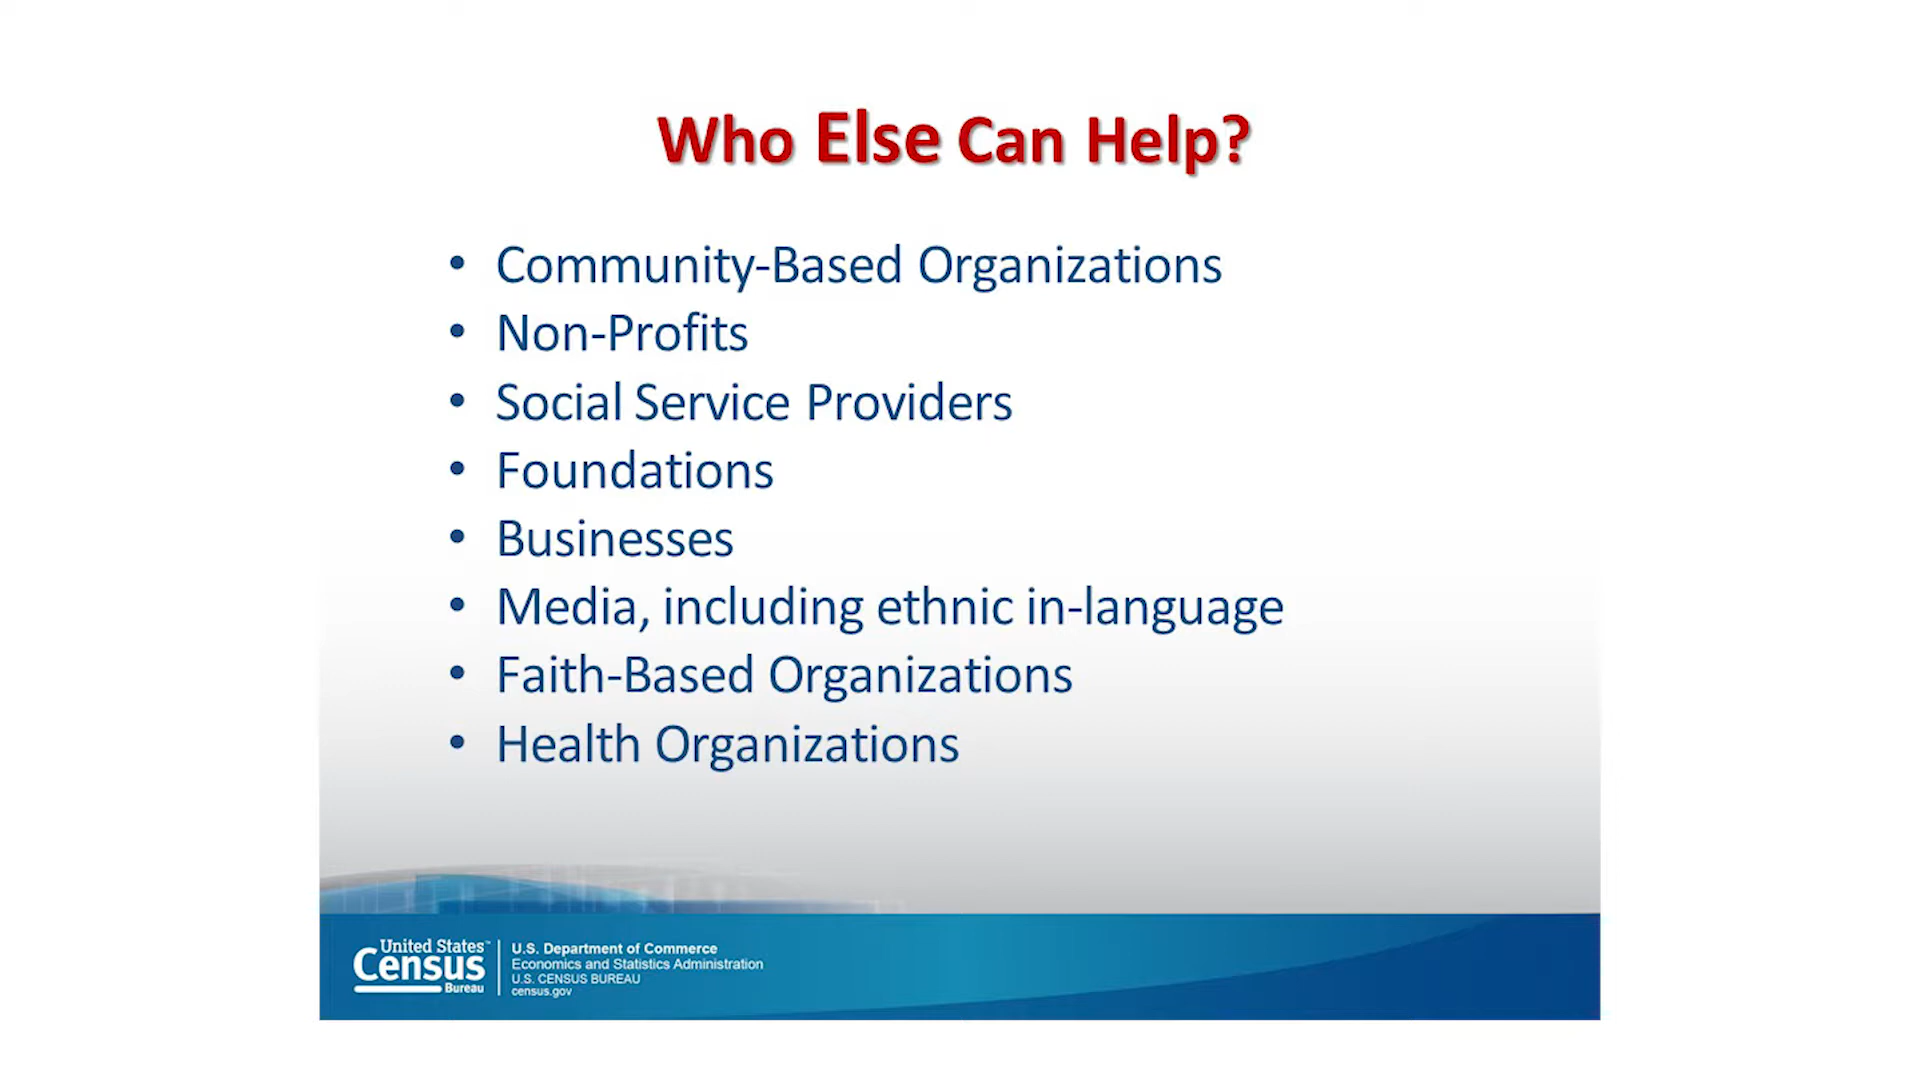 Who Else Can Help?
• Community-Based Organizations
• Non-Profits
• Social Service Providers
• Foundations
• Businesses
• Media, including ethnic in-language
• Faith-Based Organizations
• Health Organizations
United States™
Census
Bureau
U.S. Department of Commerce
Economics and Statistics Administration
U.S. CENSUS BUREAU
census.gov